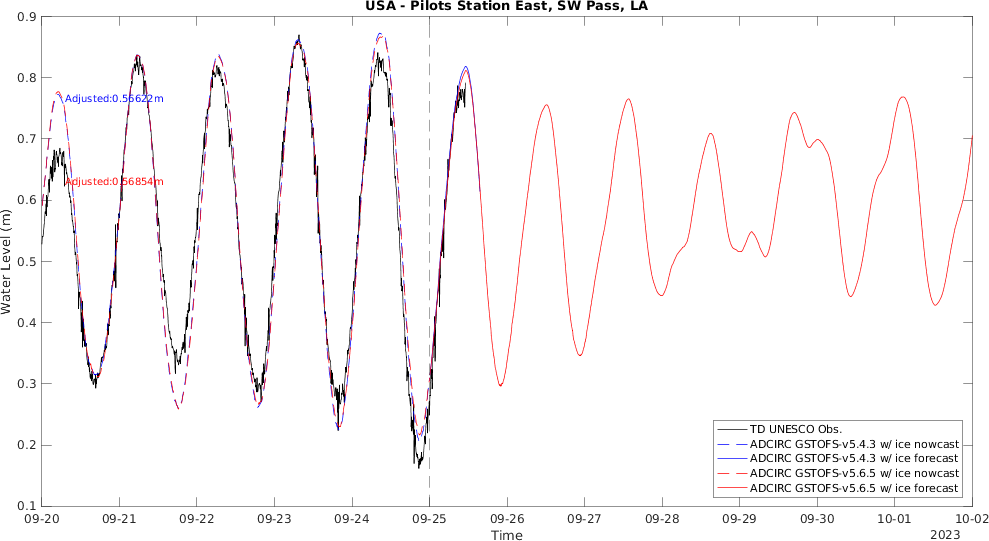 USA - Pilots Station East, SW Pass, LA
0.9
0.8
0.7
0.6
0.5
0.4
0.3
0.2
0.1
Water Level (m)
Adjusted:0.56622m
Adjusted:0.56854m
TD UNESCO Obs.
ADCIRC GSTOFS-v5.4.3 w/ ice nowcast
ADCIRC GSTOFS-v5.4.3 w/ ice forecast
ADCIRC GSTOFS-v5.6.5 w/ ice nowcast
ADCIRC GSTOFS-v5.6.5 w/ ice forecast
09-20 09-21 09-22 09-23 09-24 09-25 09-26 09-27 09-28 09-29 09-30 10-01 10-02
Time
2023